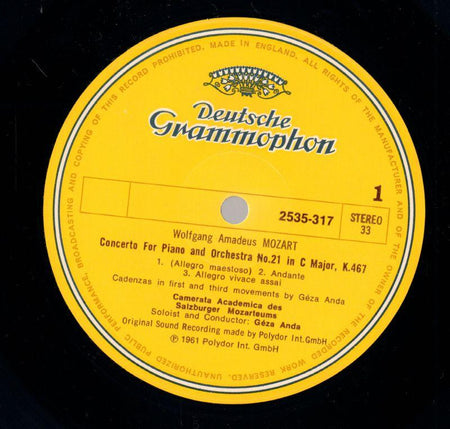 UNAUTHORIZED PUBLIC PERFORMANCE, BROADCASTING AND COPYING OF THIS RECORD PROHIBITED. MADE IN ENGLAND. ALL RIGHTS OF THE MANUFACTURER AND OF THE OWNER OF THE RECORDED WORK RESERVED.
Deutsche
Grammophon
1
2535-317
STEREO
33
Wolfgang Amadeus MOZART
Concerto For Piano and Orchestra No.21 in C Major, K.467
1. (Allegro maestoso) 2. Andante
3. Allegro vivace assai
Cadenzas in first and third movements by Géza Anda
Camerata Academica des
Salzburger Mozarteums
Soloist and Conductor: Géza Anda
Original Sound Recording made by Polydor Int. GmbH
℗ 1961 Polydor Int. GmbH